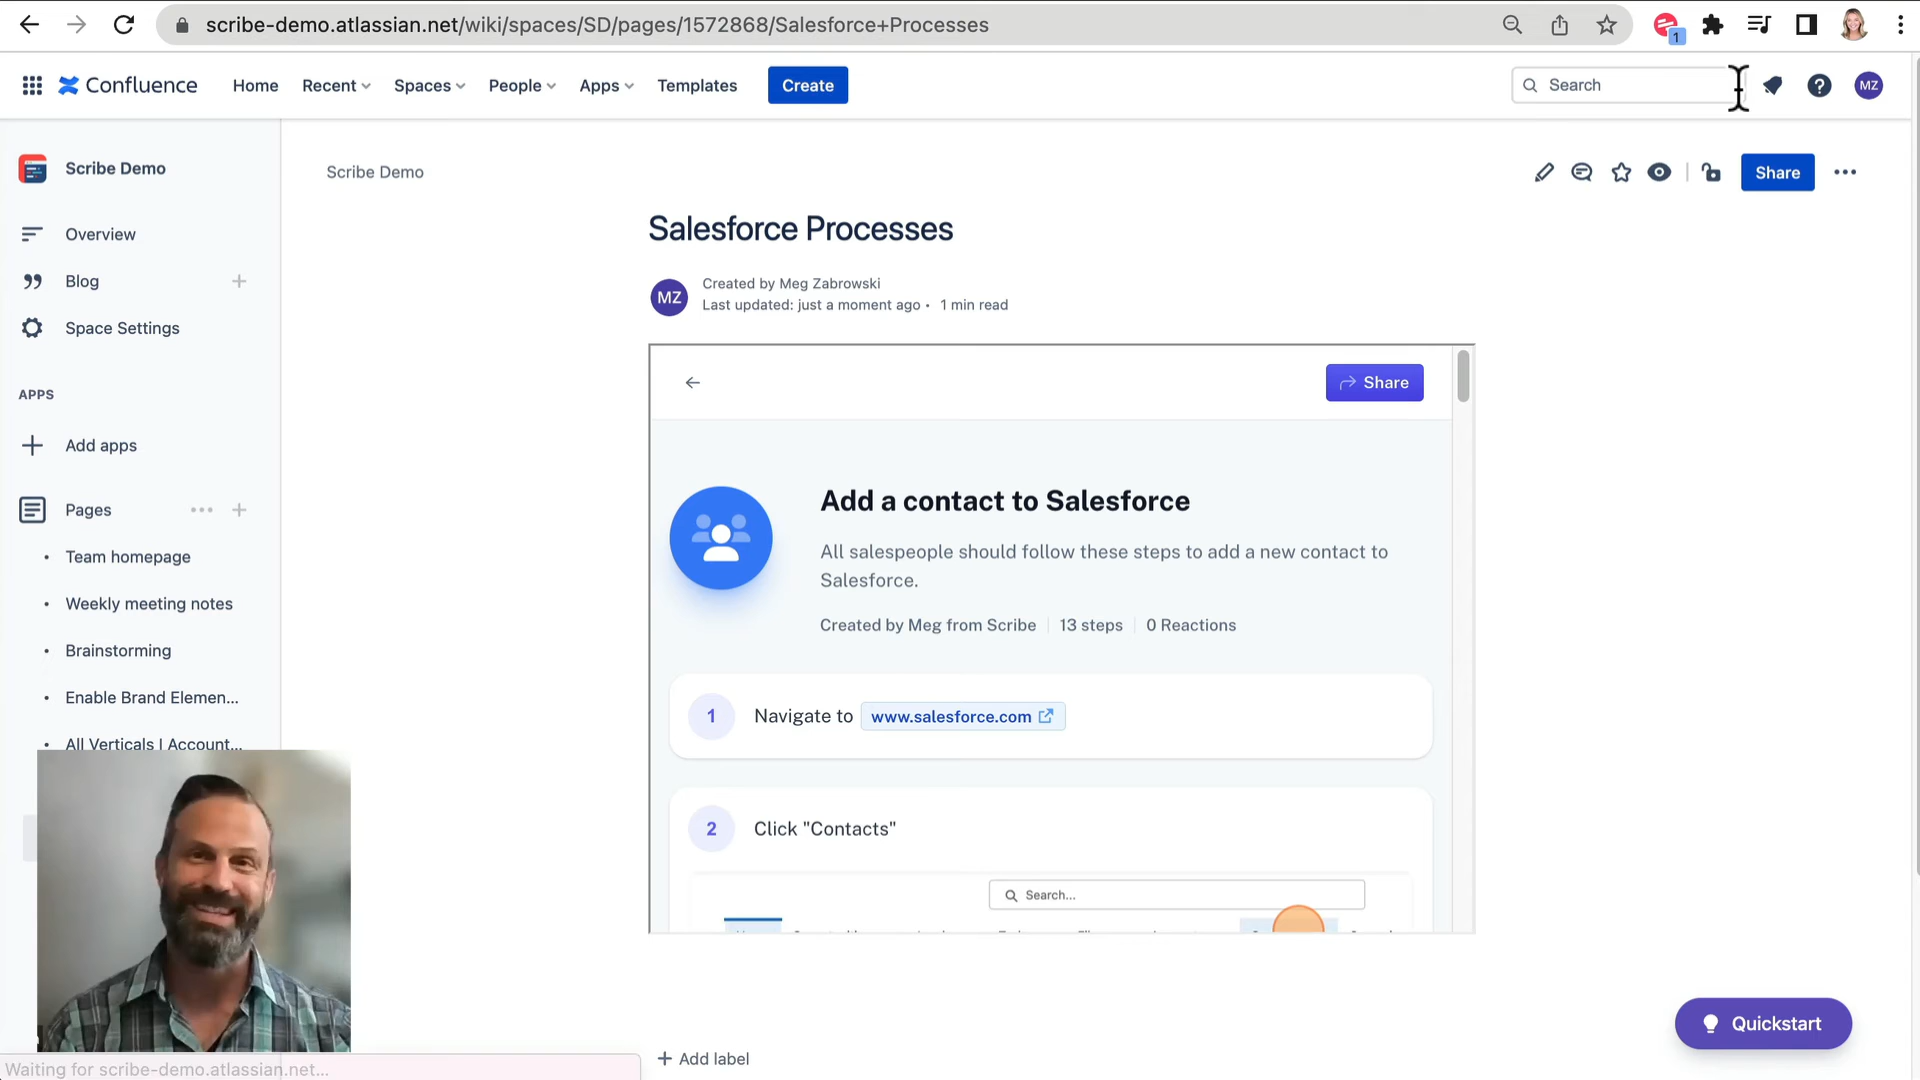 scribe-demo.atlassian.net/wiki/spaces/SD/pages/1572868/Salesforce+Processes
1
Confluence
Home
Recent
Spaces
People
Apps
Templates
Create
Search
MZ
Scribe Demo
Overview
Blog
Space Settings
APPS
Add apps
Pages
Team homepage
Weekly meeting notes
Brainstorming
Enable Brand Elemen...
All Verticals | Account...
Scribe Demo
Share
Salesforce Processes
MZ
Created by Meg Zabrowski
Last updated: just a moment ago • 1 min read
Share
Add a contact to Salesforce
All salespeople should follow these steps to add a new contact to
Salesforce.
Created by Meg from Scribe
13 steps
0 Reactions
1
Navigate to www.salesforce.com
2
Click "Contacts"
Search...
Add label
Quickstart
Waiting for scribe-demo.atlassian.net...